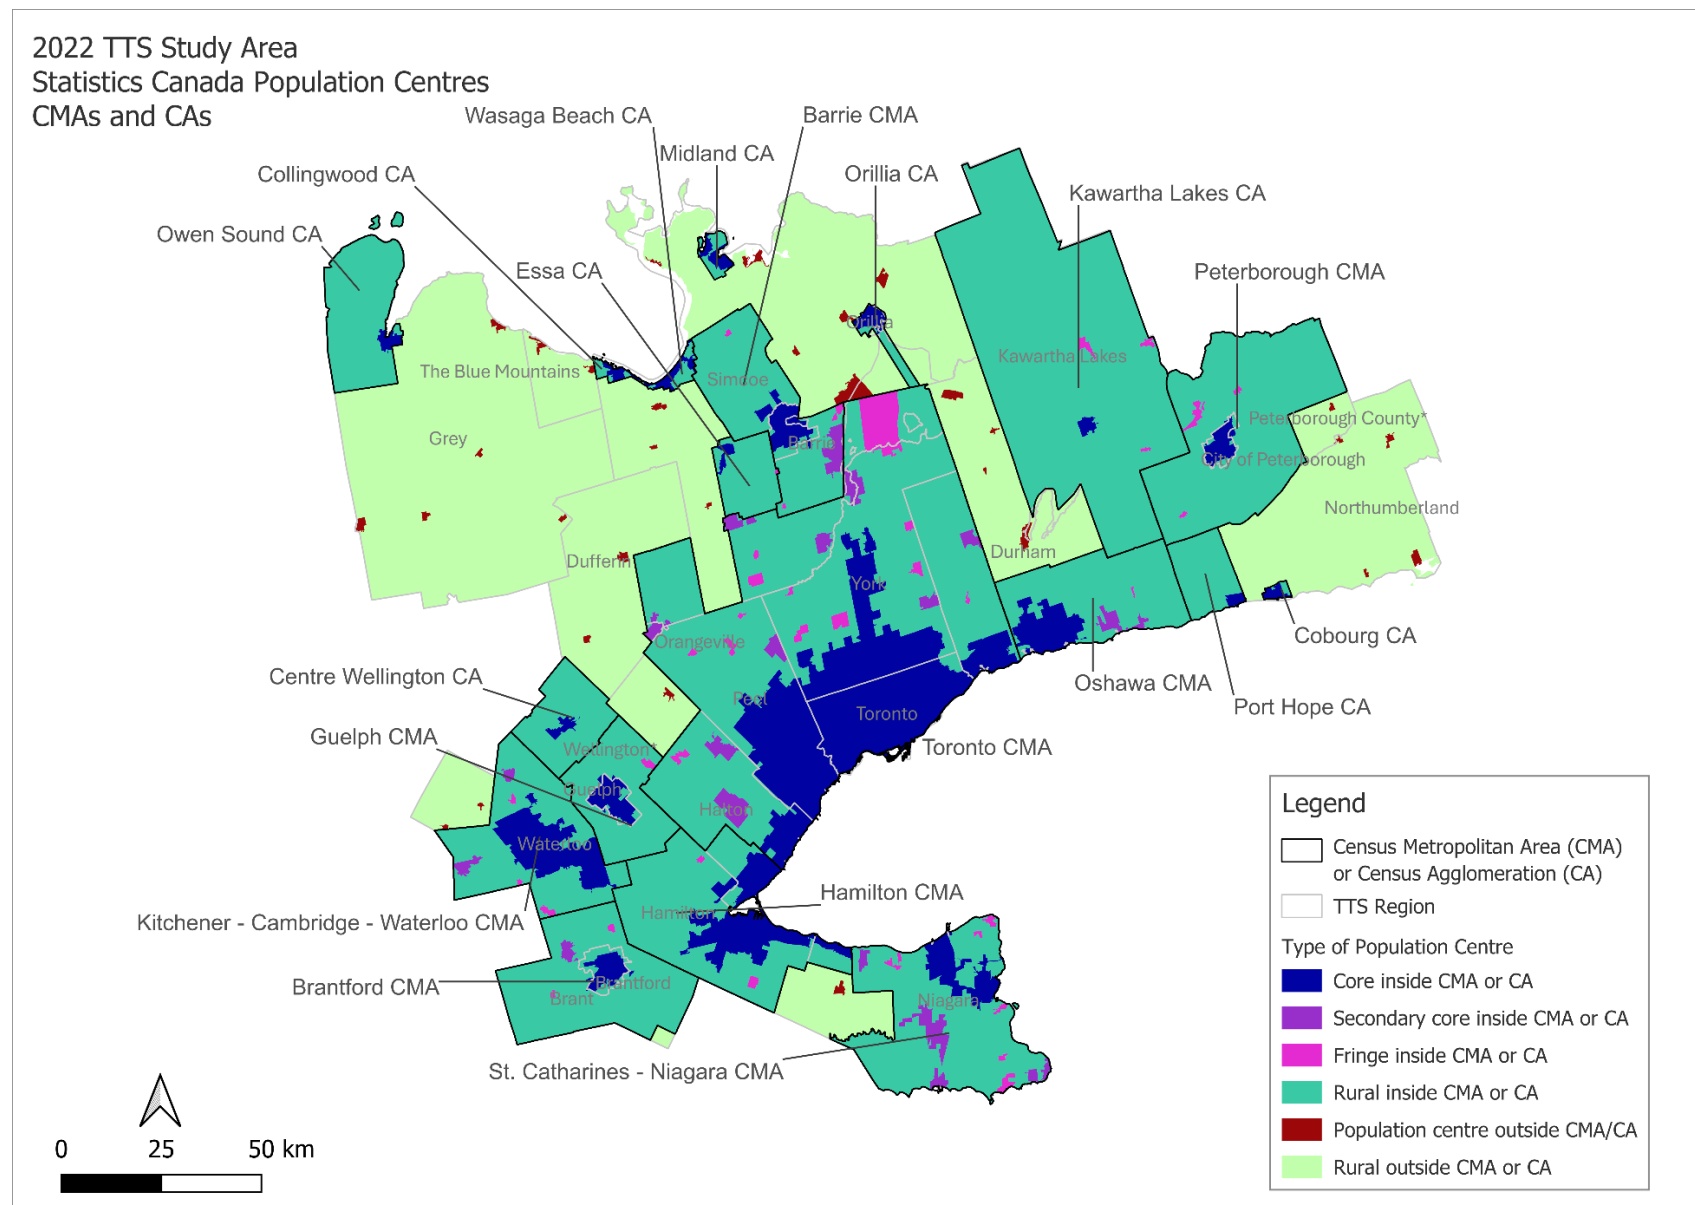 2022 TTS Study Area
Statistics Canada Population Centres
CMAs and CAs
Wasaga Beach CA
Barrie CMA
Midland CA
Collingwood CA
Orillia CA
Kawartha Lakes CA
Owen Sound CA
Essa CA
Peterborough CMA
Orillia
Kawartha Lakes
The Blue Mountains
Simcoe
Peterborough County*
Grey
Barrie
City of Peterborough
Northumberland
Durham
Dufferin
York
Cobourg CA
Orangeville
Centre Wellington CA
Oshawa CMA
Peel
Port Hope CA
Toronto
Guelph CMA
Wellington*
Toronto CMA
Guelph
Halton
Waterloo
Hamilton CMA
Hamilton
Kitchener - Cambridge - Waterloo CMA
Brantford CMA
Brantford
Brant
Niagara
St. Catharines - Niagara CMA
0 25 50 km
Legend
Census Metropolitan Area (CMA)
or Census Agglomeration (CA)
TTS Region
Type of Population Centre
Core inside CMA or CA
Secondary core inside CMA or CA
Fringe inside CMA or CA
Rural inside CMA or CA
Population centre outside CMA/CA
Rural outside CMA or CA